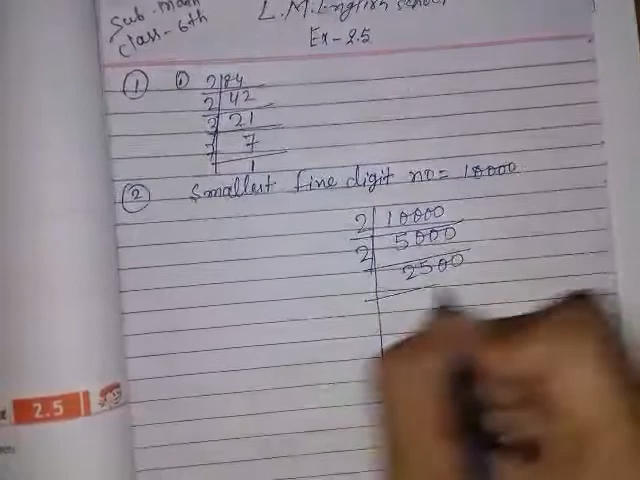 Sub. Math
L.M. English school
Class- 6th
Ex- 2.5
① ① 2 | 84
2 | 42
3 | 21
7 | 7
1
② Smallest fine digit no = 10000
2 | 10000
2 | 5000
2500
2.5